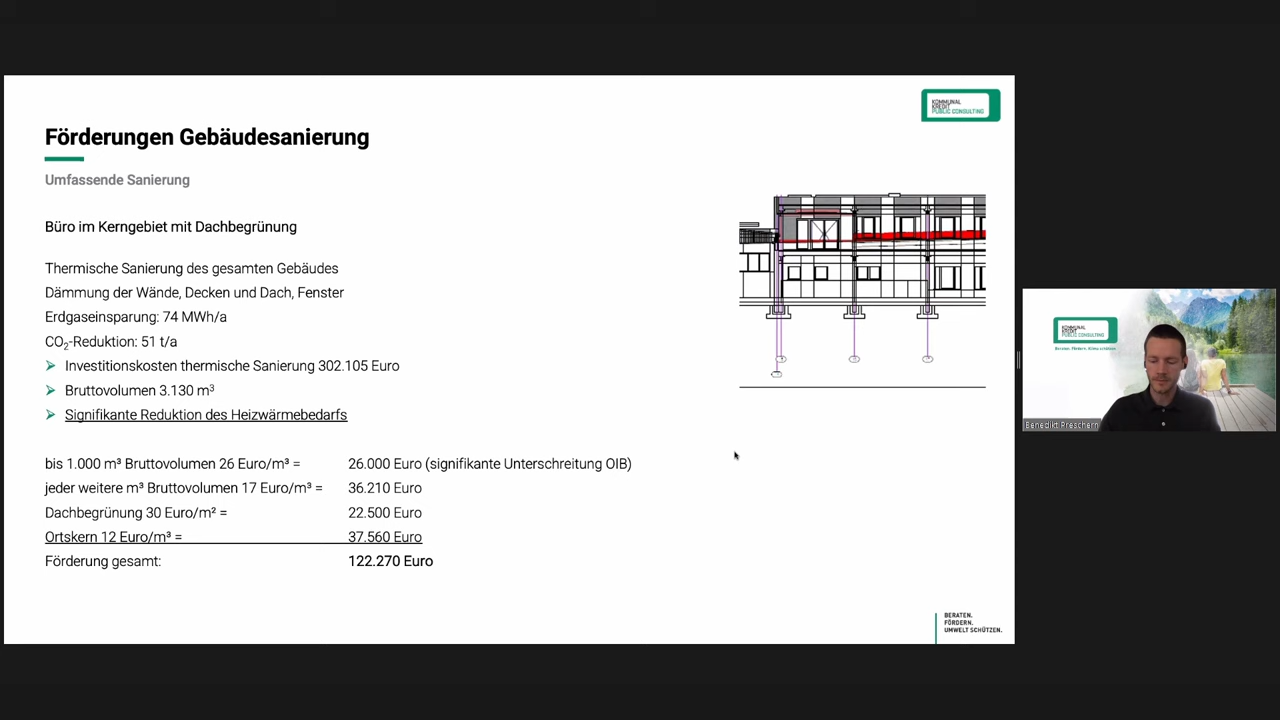 KOMMUNAL
KREDIT
PUBLIC CONSULTING
Förderungen Gebäudesanierung
Umfassende Sanierung
Büro im Kerngebiet mit Dachbegrünung
Thermische Sanierung des gesamten Gebäudes
Dämmung der Wände, Decken und Dach, Fenster
Erdgaseinsparung: 74 MWh/a
CO₂-Reduktion: 51 t/a
Investitionskosten thermische Sanierung 302.105 Euro
Bruttovolumen 3.130 m³
Signifikante Reduktion des Heizwärmebedarfs
bis 1.000 m³ Bruttovolumen 26 Euro/m³ = 26.000 Euro (signifikante Unterschreitung OIB)
jeder weitere m³ Bruttovolumen 17 Euro/m³ = 36.210 Euro
Dachbegrünung 30 Euro/m² = 22.500 Euro
Ortskern 12 Euro/m³ = 37.560 Euro
Förderung gesamt: 122.270 Euro
BERATEN.
FÖRDERN.
UMWELT SCHÜTZEN.
KOMMUNAL
KREDIT
PUBLIC CONSULTING
Benedikt Preschern